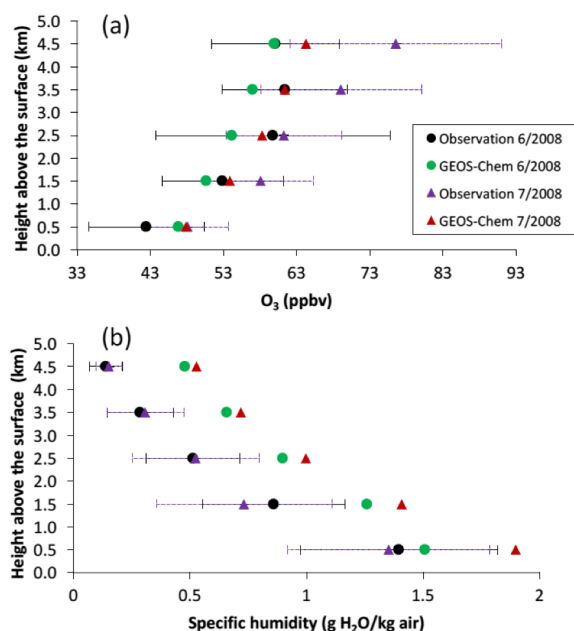 (a)
Height above the surface (km)
5.0
4.5
4.0
3.5
3.0
2.5
2.0
1.5
1.0
0.5
0.0
33 43 53 63 73 83 93
O3 (ppbv)
Observation 6/2008
GEOS-Chem 6/2008
Observation 7/2008
GEOS-Chem 7/2008
(b)
Height above the surface (km)
5.0
4.5
4.0
3.5
3.0
2.5
2.0
1.5
1.0
0.5
0.0
0 0.5 1 1.5 2
Specific humidity (g H2O/kg air)